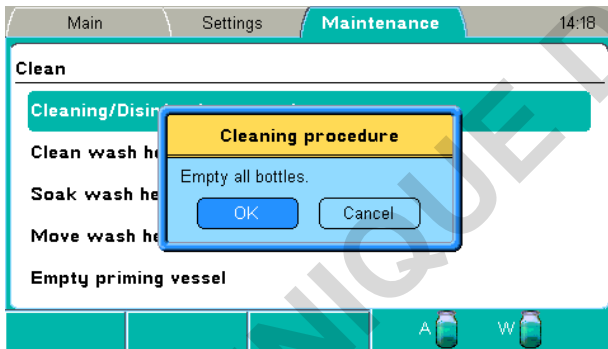 Main Settings Maintenance 14:18
Clean
Cleaning/Disin
Cleaning procedure
Clean wash he
Empty all bottles.
Soak wash he
OK Cancel
Move wash he
Empty priming vessel
A W
NIQUE D